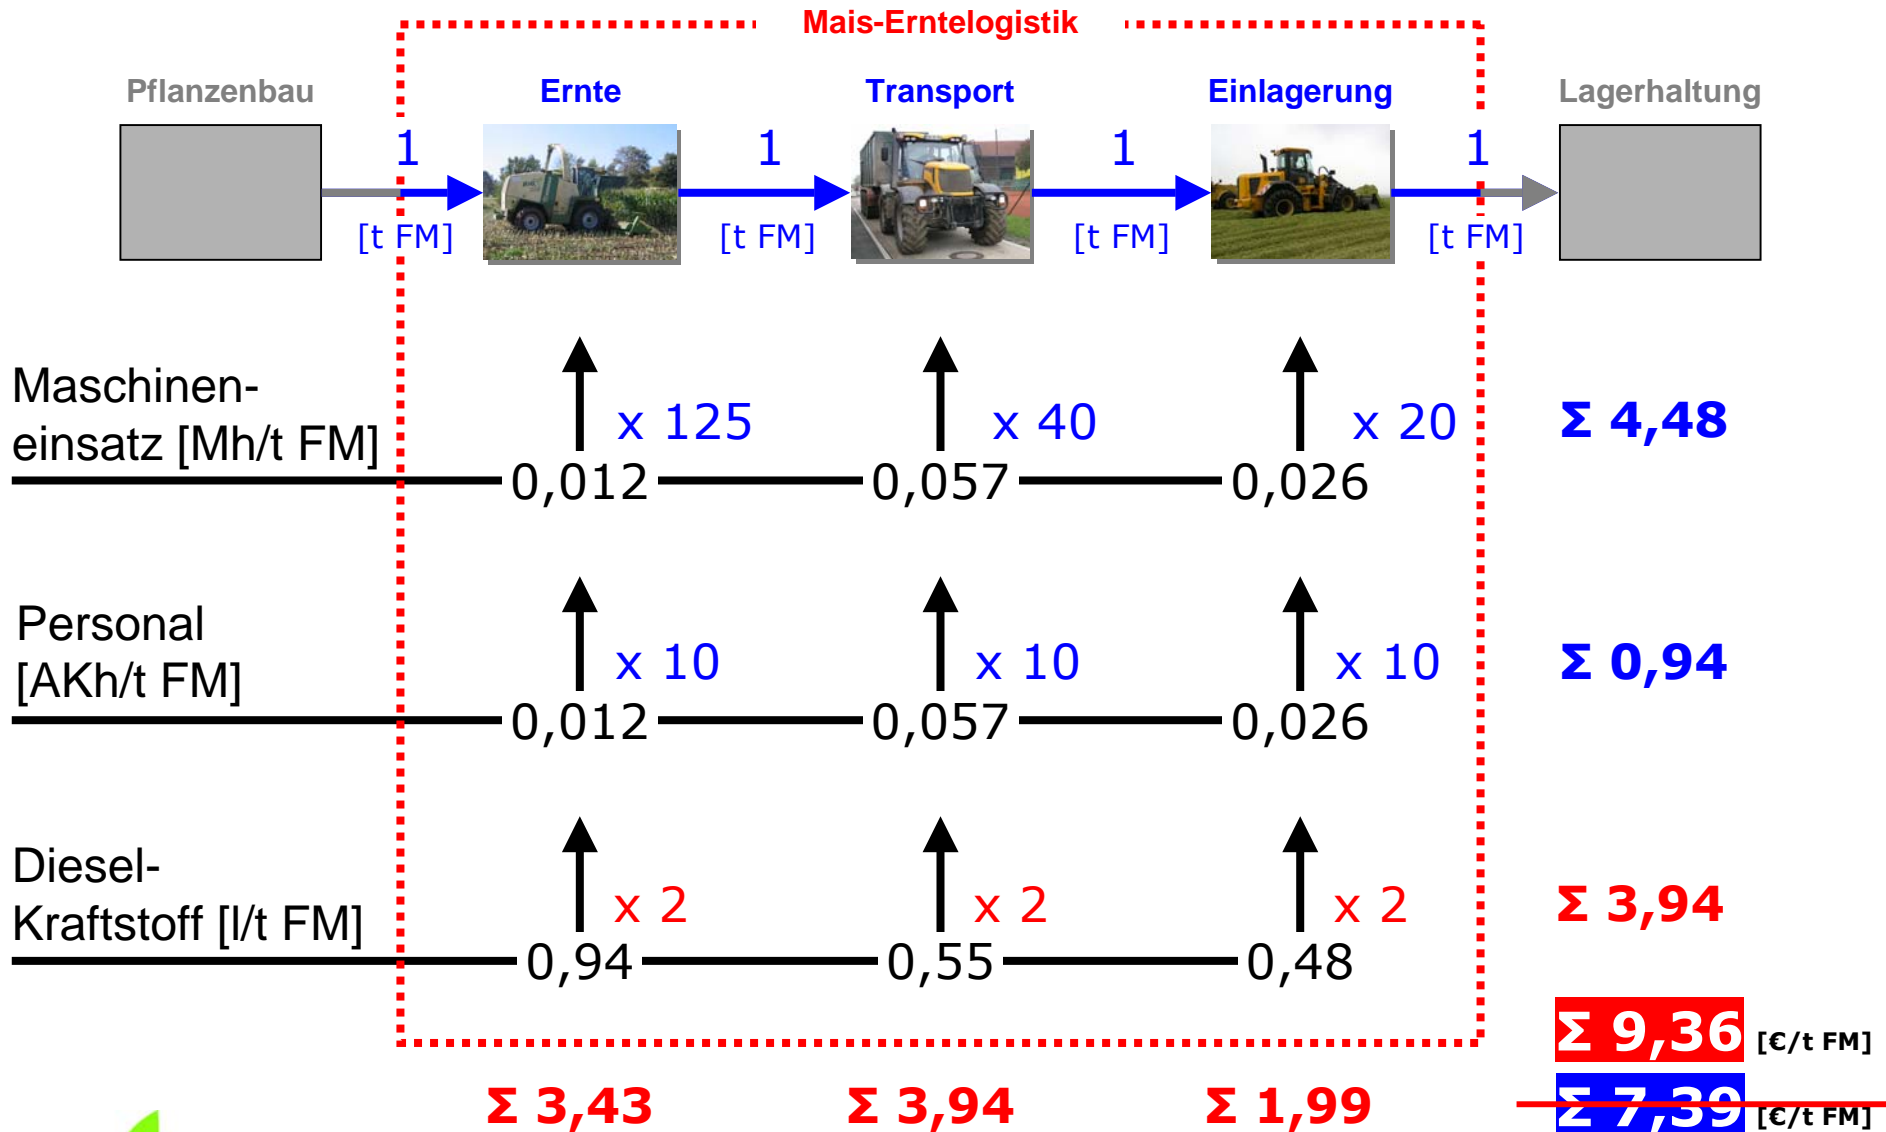 Mais-Erntelogistik
Pflanzenbau
Ernte
Transport
Einlagerung
Lagerhaltung
1
1
1
1
[t FM]
[t FM]
[t FM]
[t FM]
Maschinen-
einsatz [Mh/t FM]
x 125
x 40
x 20
Σ 4,48
0,012
0,057
0,026
Personal
[AKh/t FM]
x 10
x 10
x 10
Σ 0,94
0,012
0,057
0,026
Diesel-
Kraftstoff [l/t FM]
x 2
x 2
x 2
Σ 3,94
0,94
0,55
0,48
Σ 9,36 [€/t FM]
Σ 3,43
Σ 3,94
Σ 1,99
Σ 7,39 [€/t FM]